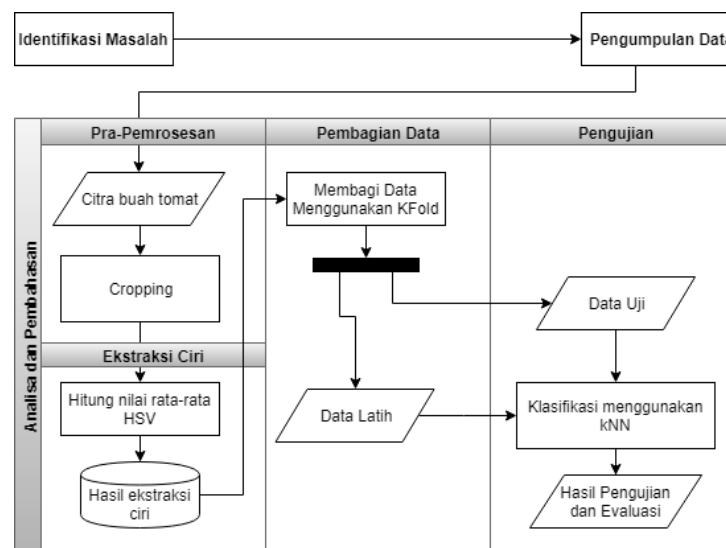 Identifikasi Masalah
Pengumpulan Data
Analisa dan Pembahasan
Pra-Pemrosesan
Pembagian Data
Pengujian
Citra buah tomat
Cropping
Ekstraksi Ciri
Hitung nilai rata-rata
HSV
Hasil ekstraksi
ciri
Membagi Data
Menggunakan KFold
Data Latih
Data Uji
Klasifikasi menggunakan
kNN
Hasil Pengujian
dan Evaluasi